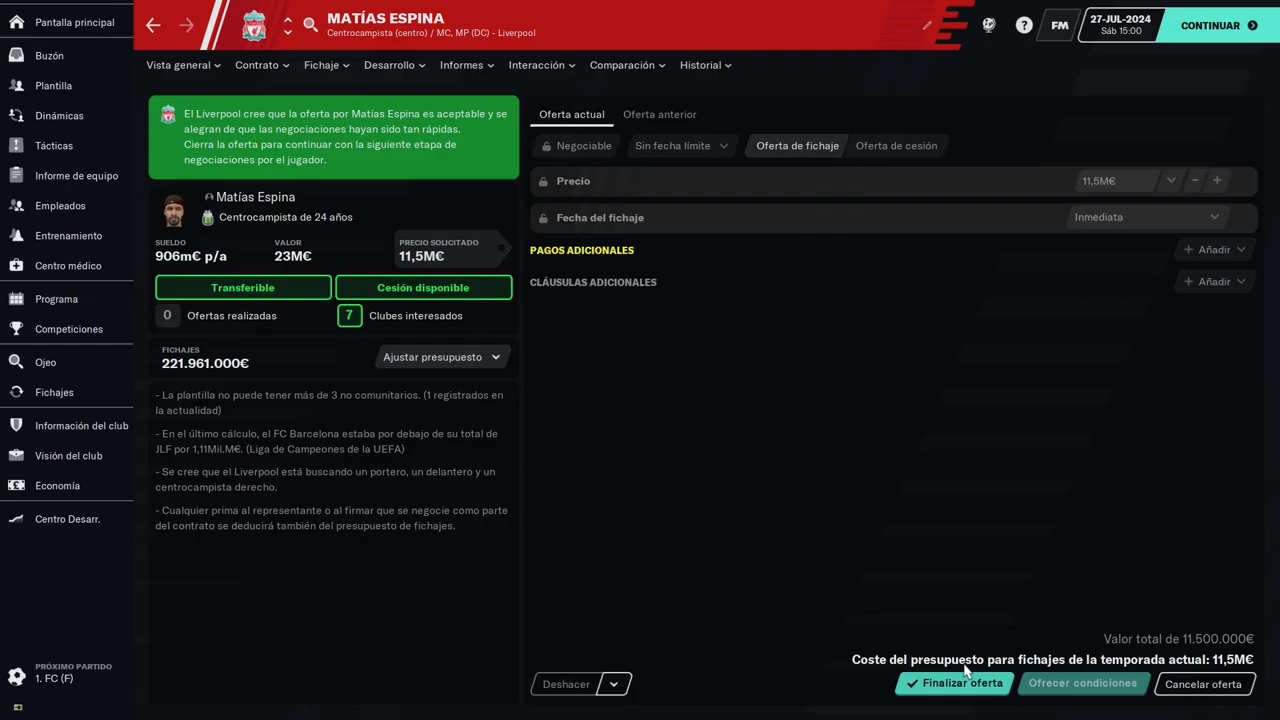 MATÍAS ESPINA
Centrocampista (centro) / MC, MP (DC) - Liverpool
FM
27-JUL-2024
Sáb 15:00
CONTINUAR
Pantalla principal
Buzón
Plantilla
Dinámicas
Tácticas
Informe de equipo
Empleados
Entrenamiento
Centro médico
Programa
Competiciones
Ojeo
Fichajes
Información del club
Visión del club
Economía
Centro Desarr.
PRÓXIMO PARTIDO
1. FC (F)
Vista general
Contrato
Fichaje
Desarrollo
Informes
Interacción
Comparación
Historial
El Liverpool cree que la oferta por Matías Espina es aceptable y se
alegran de que las negociaciones hayan sido tan rápidas.
Cierra la oferta para continuar con la siguiente etapa de
negociaciones por el jugador.
Matías Espina
Centrocampista de 24 años
SUELDO
906m€ p/a
VALOR
23M€
PRECIO SOLICITADO
11,5M€
Transferible
Cesión disponible
0 Ofertas realizadas
7 Clubes interesados
FICHAJES
221.961.000€
Ajustar presupuesto
- La plantilla no puede tener más de 3 no comunitarios. (1 registrados en
la actualidad)
- En el último cálculo, el FC Barcelona estaba por debajo de su total de
JLF por 1,11Mil.M€. (Liga de Campeones de la UEFA)
- Se cree que el Liverpool está buscando un portero, un delantero y un
centrocampista derecho.
- Cualquier prima al representante o al firmar que se negocie como parte
del contrato se deducirá también del presupuesto de fichajes.
Oferta actual
Oferta anterior
Negociable
Sin fecha límite
Oferta de fichaje
Oferta de cesión
Precio
11,5M€
Fecha del fichaje
Inmediata
PAGOS ADICIONALES
Añadir
CLÁUSULAS ADICIONALES
Añadir
Valor total de 11.500.000€
Coste del presupuesto para fichajes de la temporada actual: 11,5M€
Deshacer
Finalizar oferta
Ofrecer condiciones
Cancelar oferta